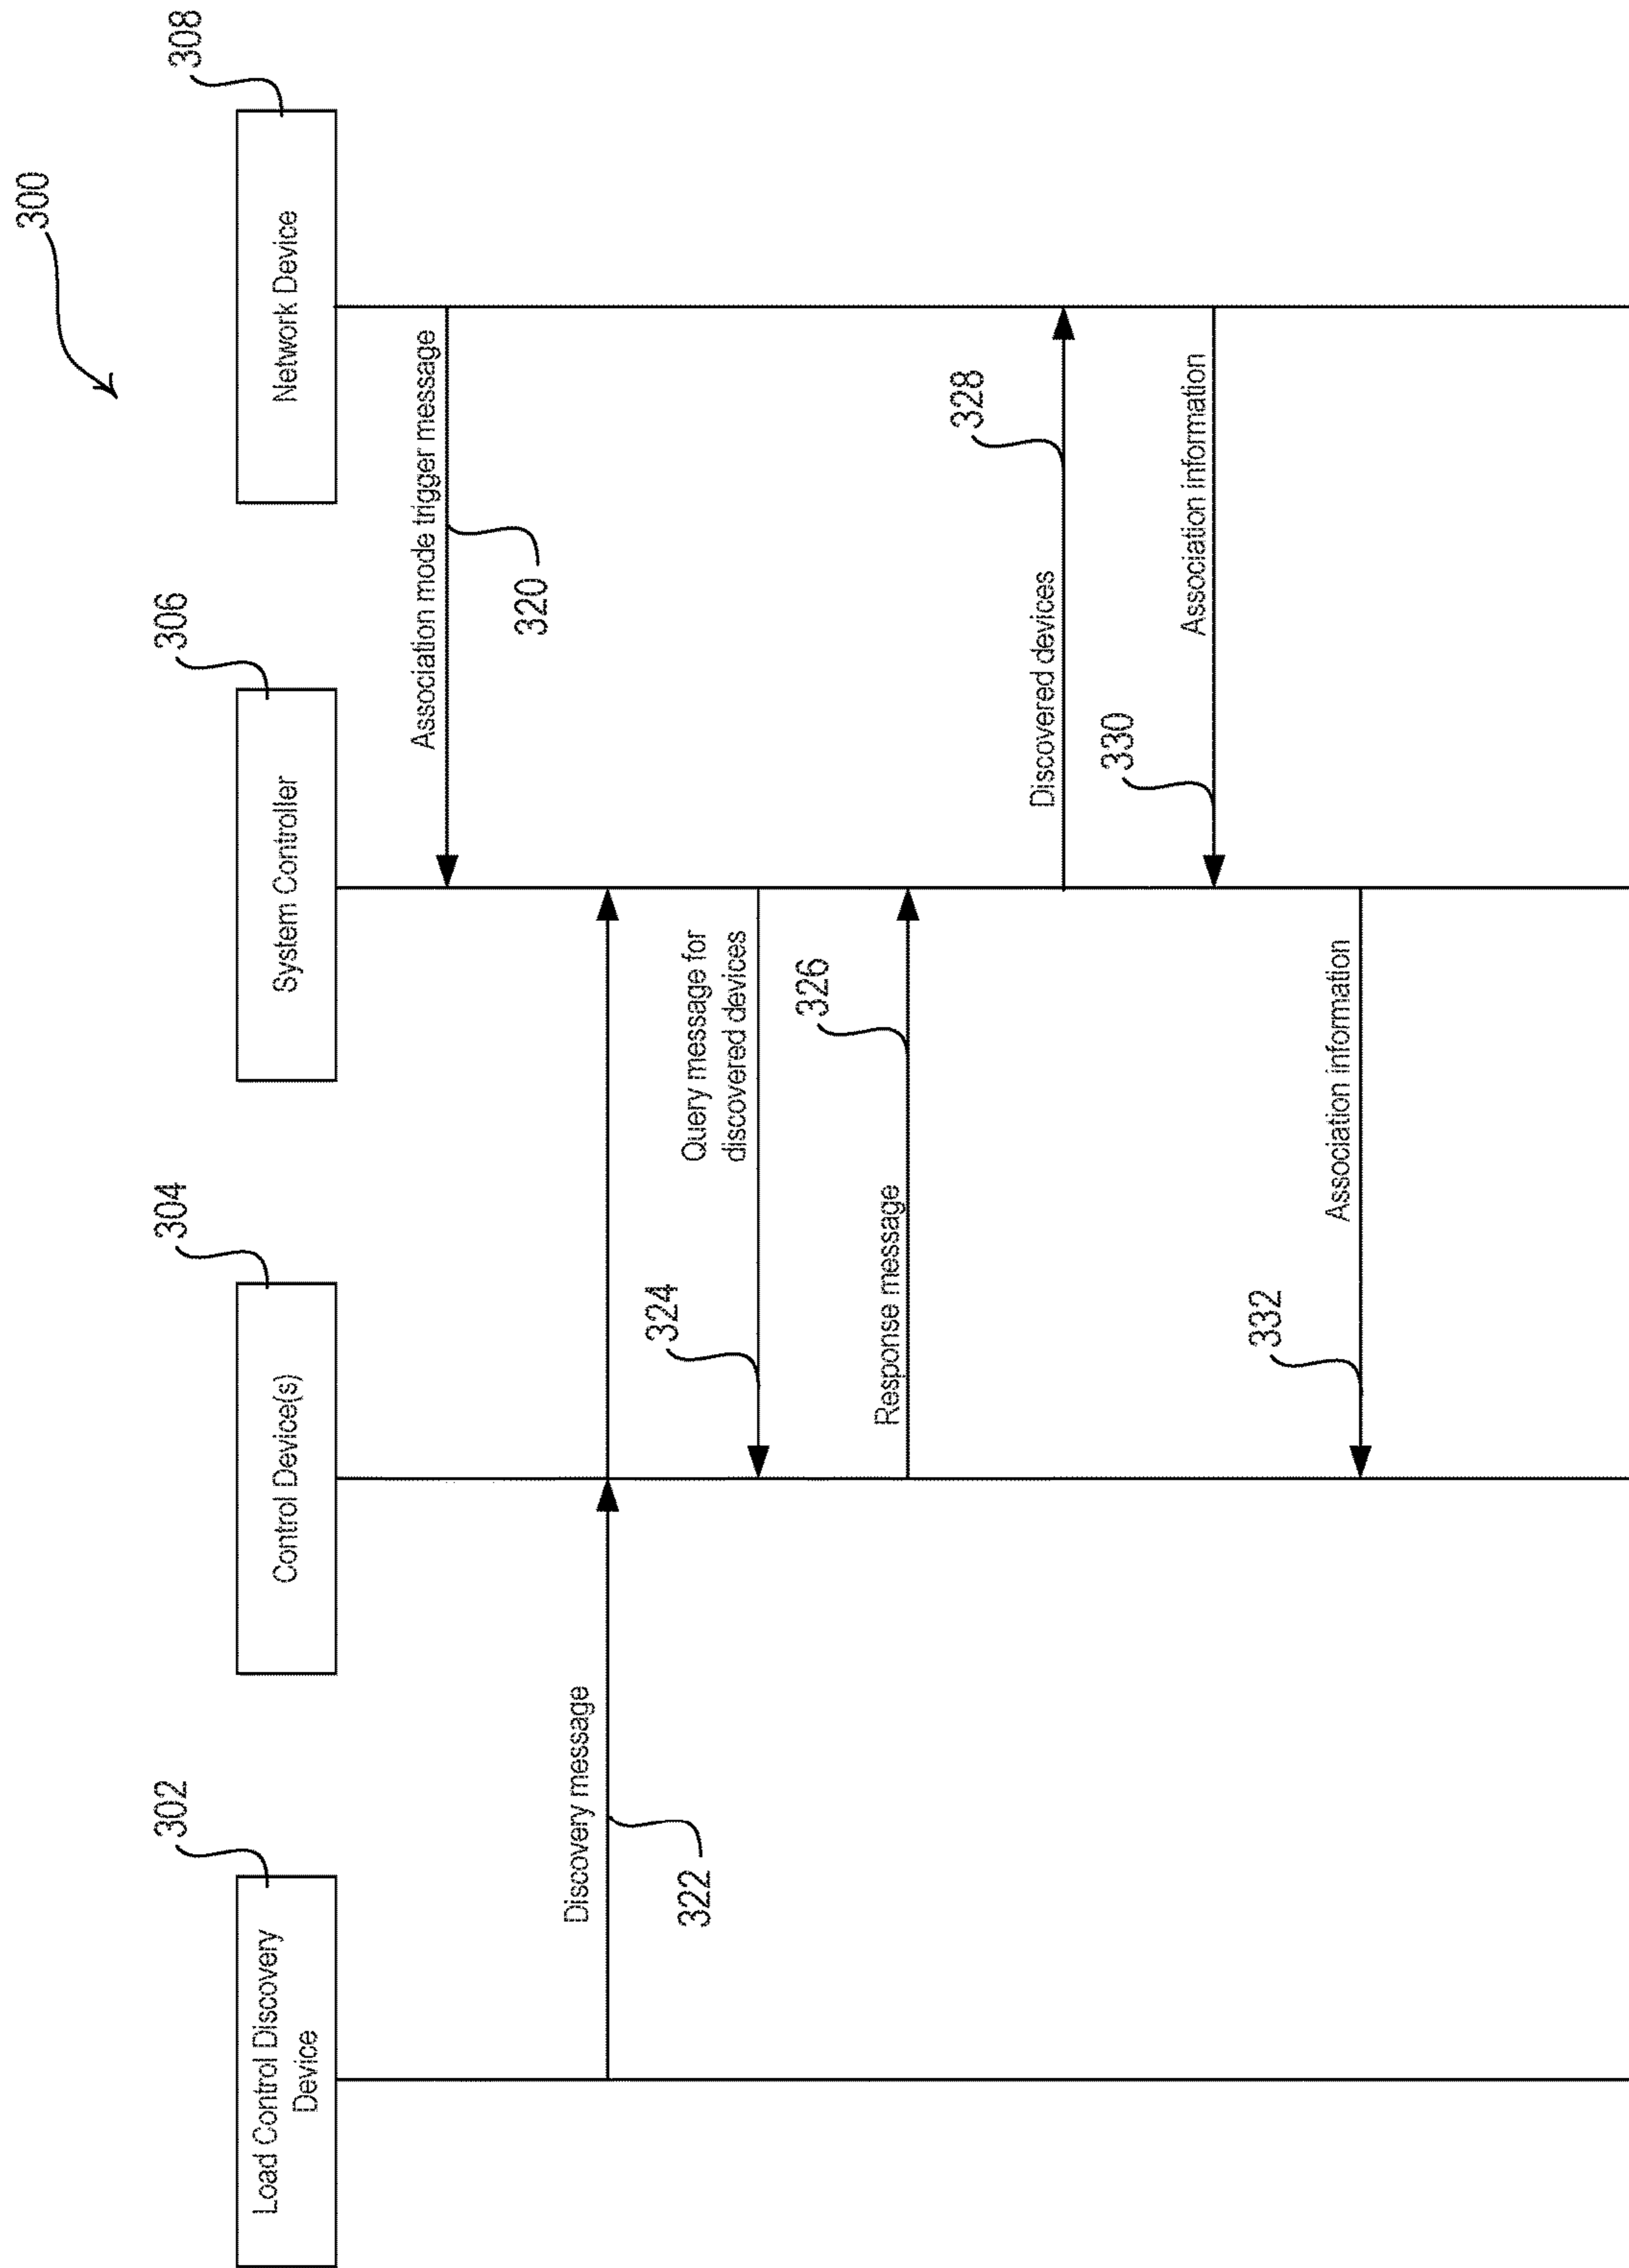 300
302
304
306
308
Load Control Discovery
Device
Control Device(s)
System Controller
Network Device
Association mode trigger message
320
Discovery message
322
Query message for
discovered devices
324
Response message
326
Discovered devices
328
Association information
330
Association information
332